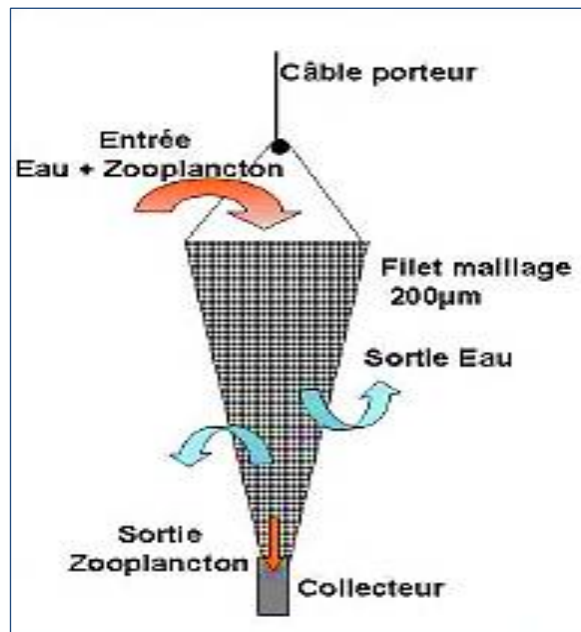 Câble porteur
Entrée
Eau + Zooplancton
Filet maillage
200µm
Sortie Eau
Sortie
Zooplancton
Collecteur